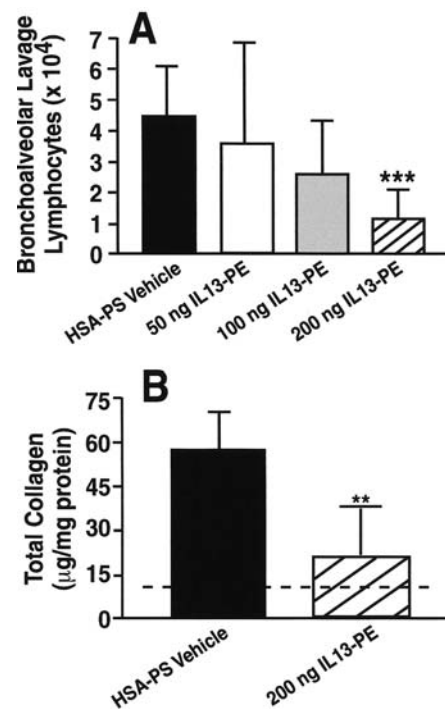 A
Bronchoalveolar Lavage
Lymphocytes (x 10⁴)
7
6
5
4
3
2
1
0
***
HSA-PS Vehicle
50 ng IL13-PE
100 ng IL13-PE
200 ng IL13-PE
B
Total Collagen
(μg/mg protein)
75
60
45
30
15
0
**
HSA-PS Vehicle
200 ng IL13-PE